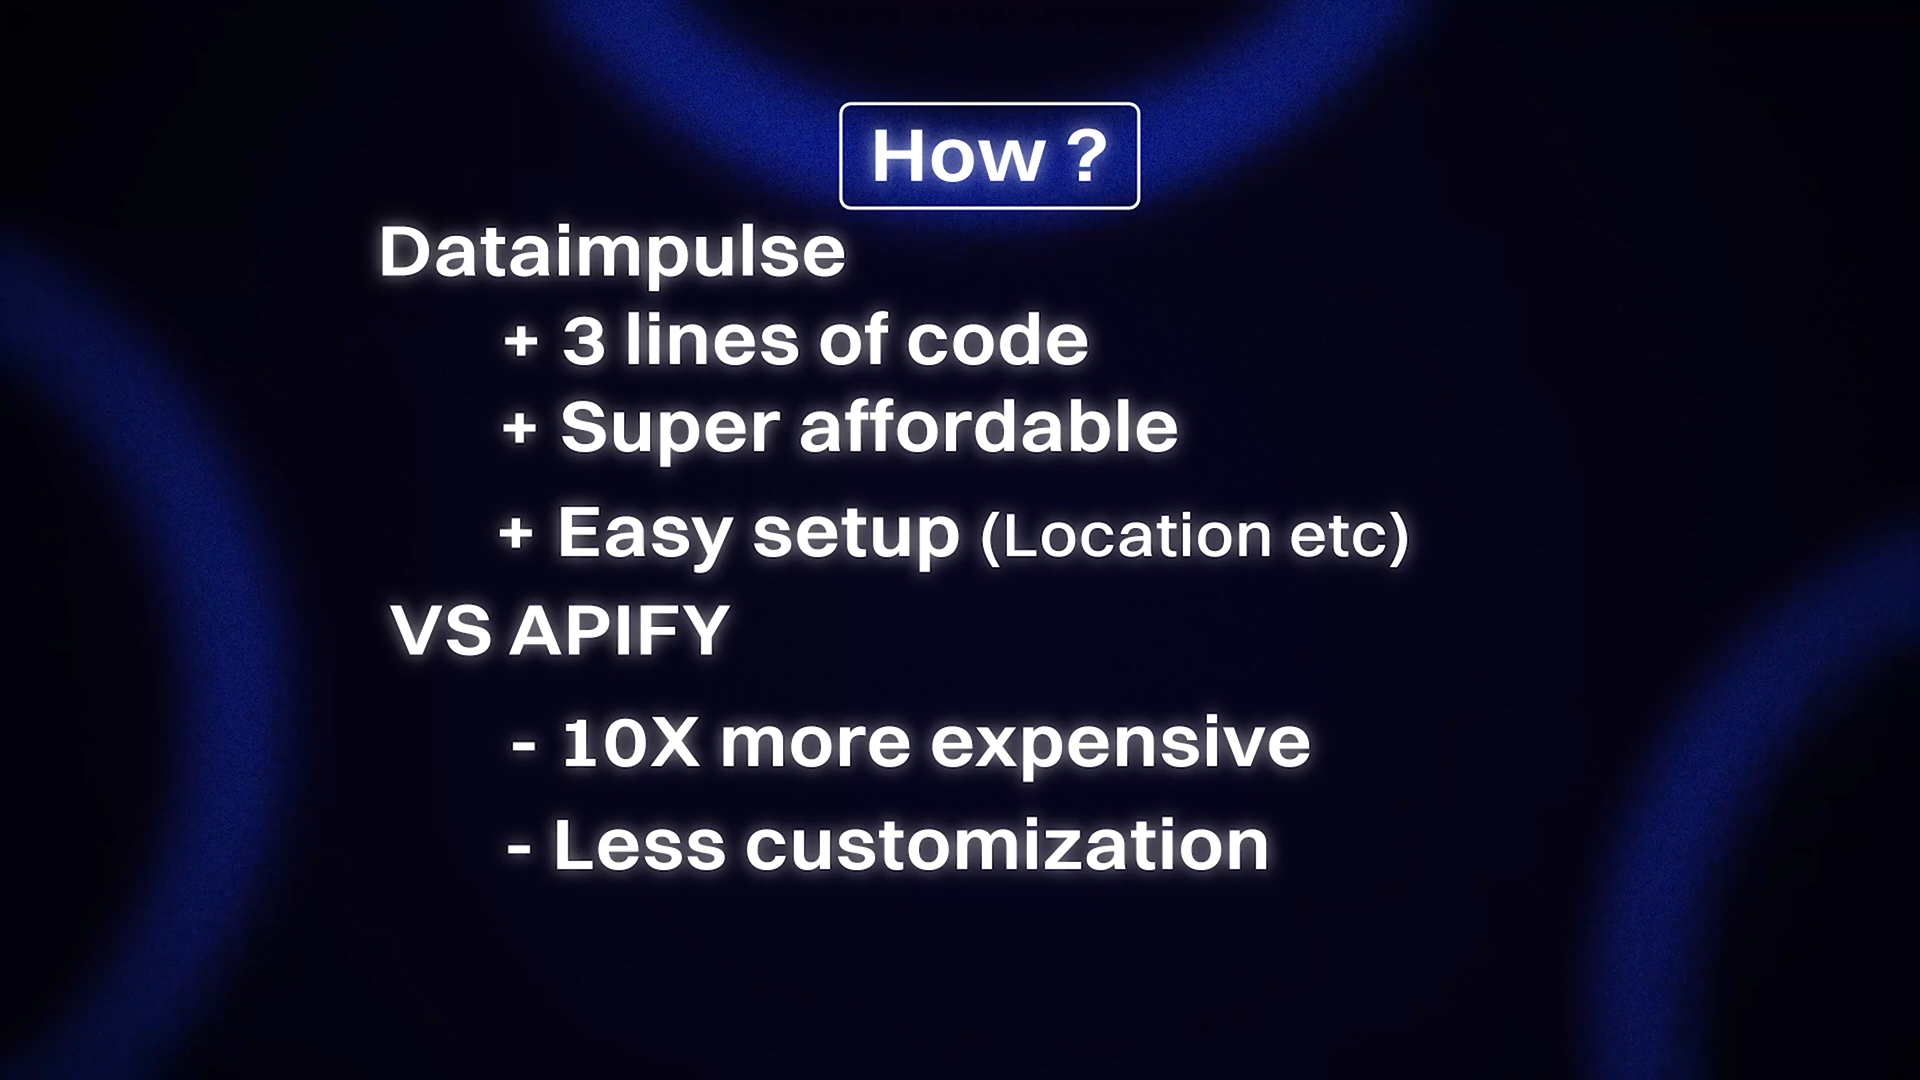 How ?
Dataimpulse
+ 3 lines of code
+ Super affordable
+ Easy setup (Location etc)
VS APIFY
- 10X more expensive
- Less customization